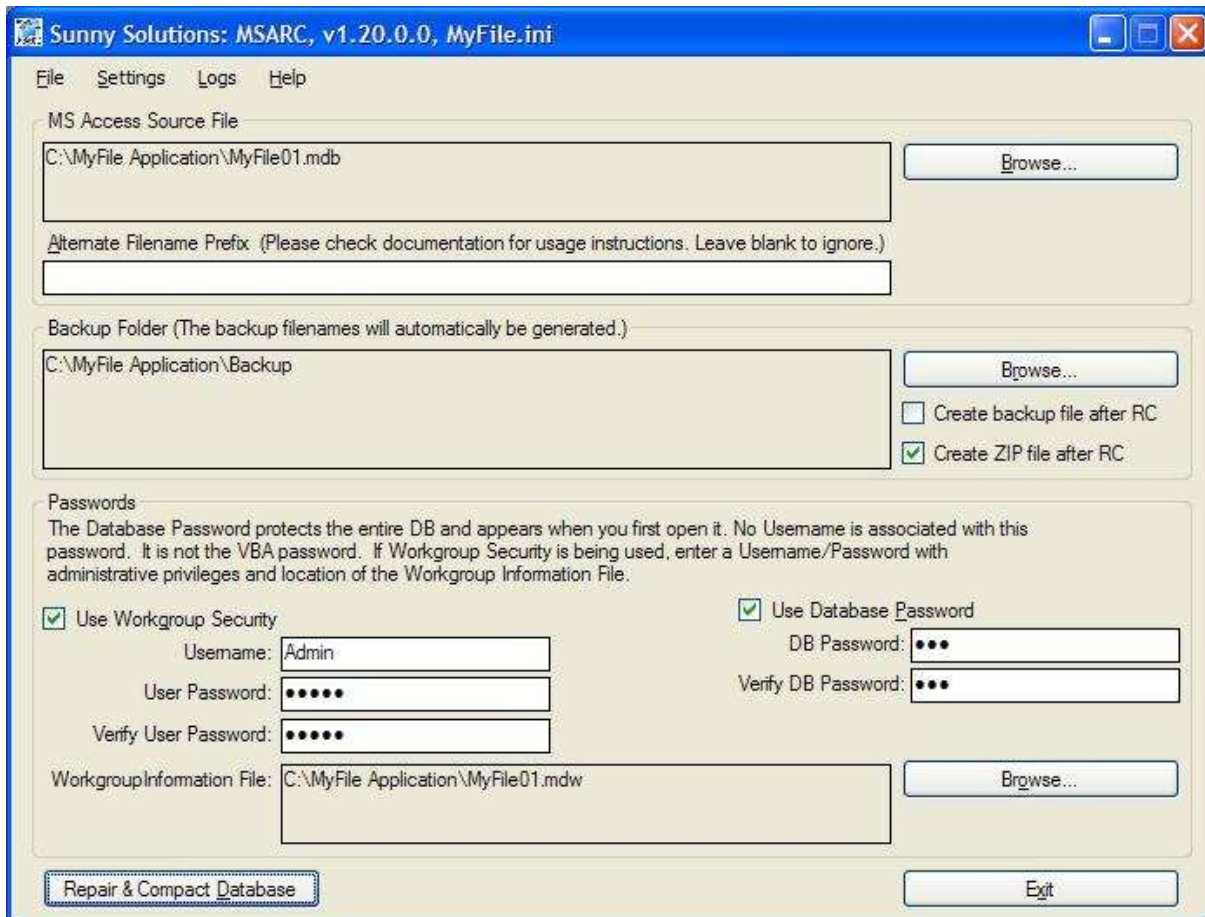 Sunny Solutions: MSARC, v1.20.0.0, MyFile.ini
File Settings Logs Help
MS Access Source File
C:\MyFile Application\MyFile01.mdb
Browse...
Alternate Filename Prefix (Please check documentation for usage instructions. Leave blank to ignore.)
Backup Folder (The backup filenames will automatically be generated.)
C:\MyFile Application\Backup
Browse...
Create backup file after RC
Create ZIP file after RC
Passwords
The Database Password protects the entire DB and appears when you first open it. No Username is associated with this
password. It is not the VBA password. If Workgroup Security is being used, enter a Username/Password with
administrative privileges and location of the Workgroup Information File.
Use Workgroup Security
Username: Admin
User Password: •••••
Verify User Password: •••••
Use Database Password
DB Password: •••
Verify DB Password: •••
WorkgroupInformation File: C:\MyFile Application\MyFile01.mdw
Browse...
Repair & Compact Database
Exit